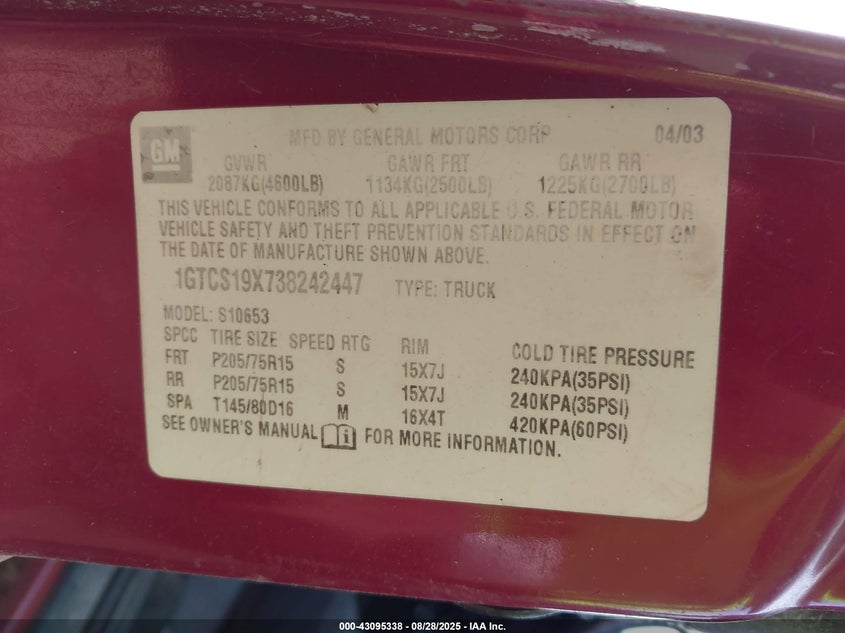 GM
MFD BY GENERAL MOTORS CORP 04/03
GVWR GAWR FRT GAWR RR
2087KG(4600LB) 1134KG(2500LB) 1225KG(2700LB)
THIS VEHICLE CONFORMS TO ALL APPLICABLE U.S. FEDERAL MOTOR
VEHICLE SAFETY AND THEFT PREVENTION STANDARDS IN EFFECT ON
THE DATE OF MANUFACTURE SHOWN ABOVE.
1GTCS19X738242447 TYPE: TRUCK
MODEL: S10653
SPCC TIRE SIZE SPEED RTG RIM COLD TIRE PRESSURE
FRT P205/75R15 S 15X7J 240KPA(35PSI)
RR P205/75R15 S 15X7J 240KPA(35PSI)
SPA T145/80D16 M 16X4T 420KPA(60PSI)
SEE OWNER'S MANUAL i FOR MORE INFORMATION.
000-43095338 - 08/28/2025 - IAA Inc.